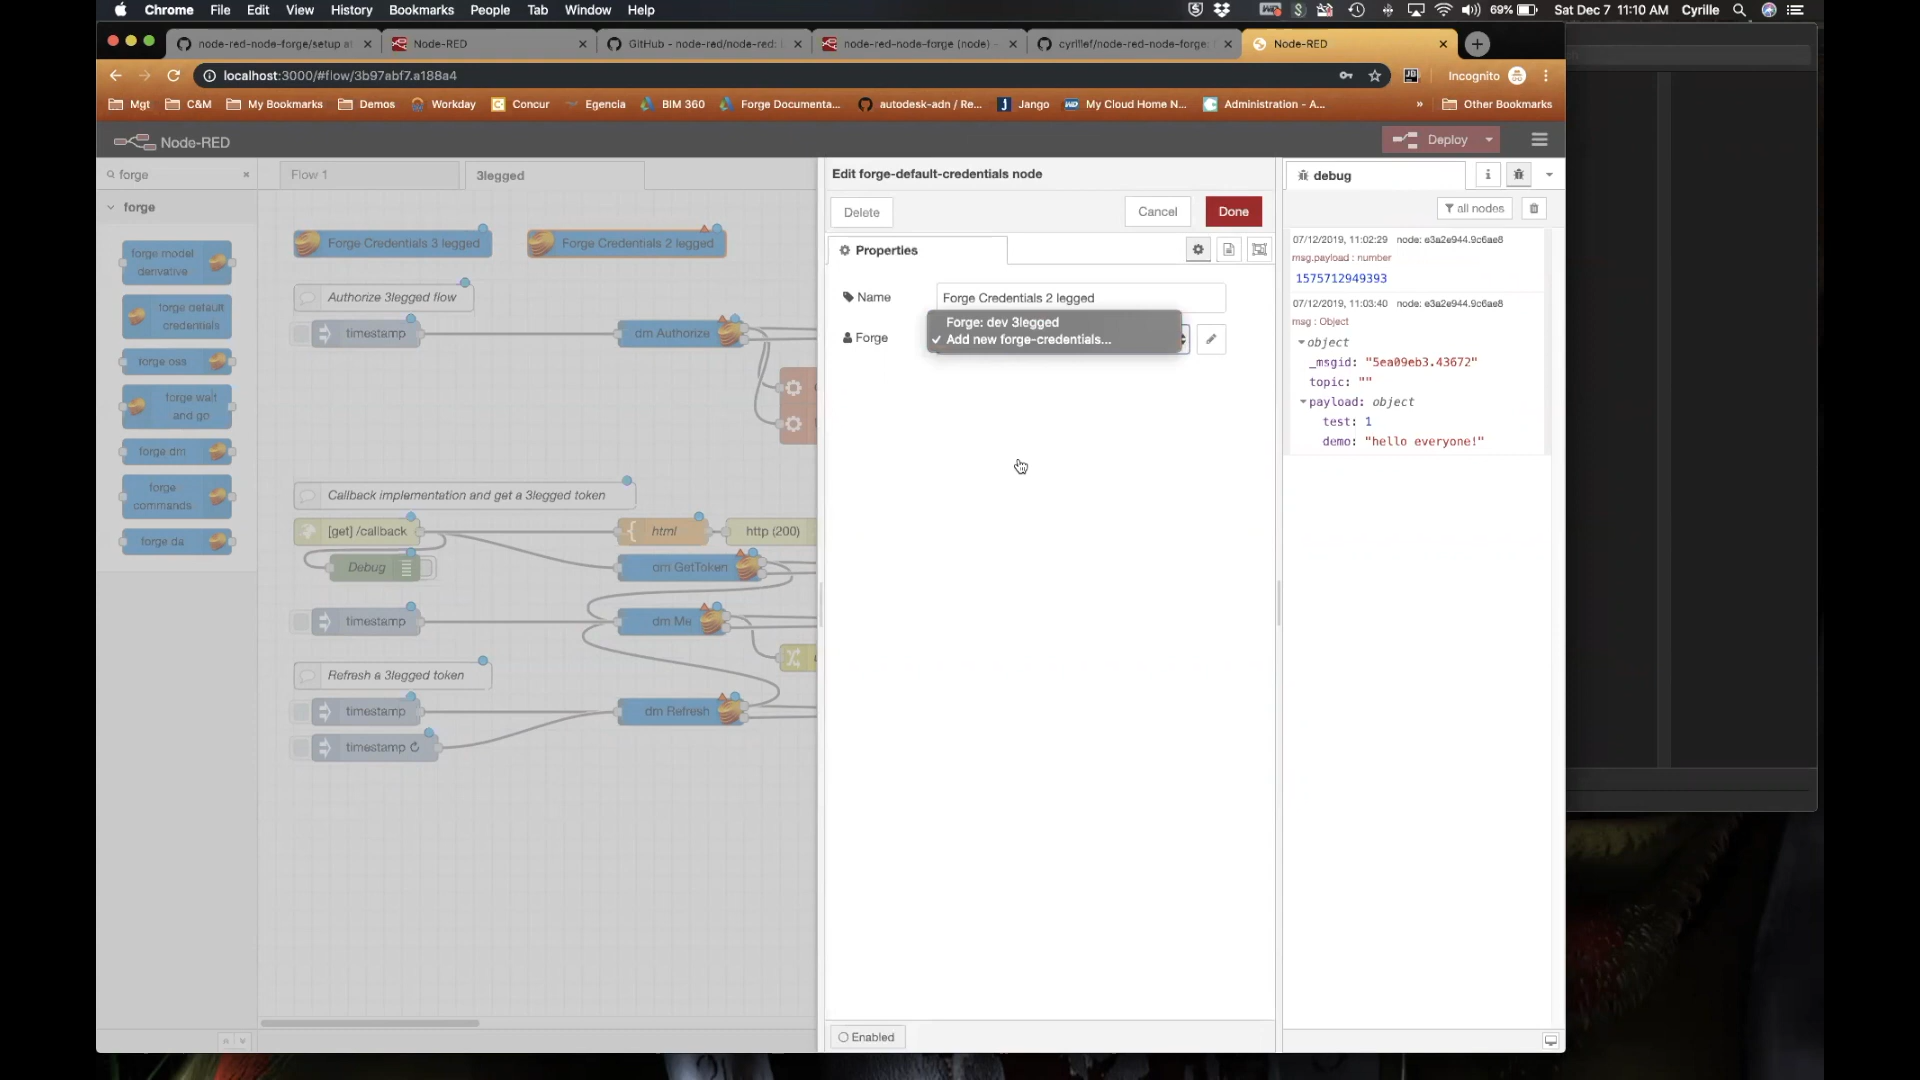 Chrome File Edit View History Bookmarks People Tab Window Help 69% Sat Dec 7 11:10 AM Cyrille
node-red-node-forge/setup at Node-RED GitHub - node-red/node-red: node-red-node-forge (node) - cyrillef/node-red-node-forge: Node-RED
localhost:3000/#flow/3b97abf7.a188a4 Incognito
Mgt C&M My Bookmarks Demos Workday Concur Egencia BIM 360 Forge Documenta... autodesk-adn / Re... Jango My Cloud Home N... Administration - A... » Other Bookmarks
Node-RED Deploy
forge
forge
forge model
derivative
forge default
credentials
forge oss
forge wait
and go
forge dm
forge
commands
forge da
Flow 1 3legged
Forge Credentials 3 legged Forge Credentials 2 legged
Authorize 3legged flow
timestamp dm Authorize
Callback implementation and get a 3legged token
[get] /callback html http (200)
Debug dm GetToken
timestamp dm Me
Refresh a 3legged token
timestamp dm Refresh
timestamp ↻
Edit forge-default-credentials node
Delete Cancel Done
Properties
Name Forge Credentials 2 legged
Forge: dev 3legged
Forge ✓ Add new forge-credentials...
Enabled
debug
all nodes
07/12/2019, 11:02:29 node: e3a2e944.9c6ae8
msg.payload : number
1575712949393
07/12/2019, 11:03:40 node: e3a2e944.9c6ae8
msg : Object
object
_msgid: "5ea09eb3.43672"
topic: ""
payload: object
test: 1
demo: "hello everyone!"